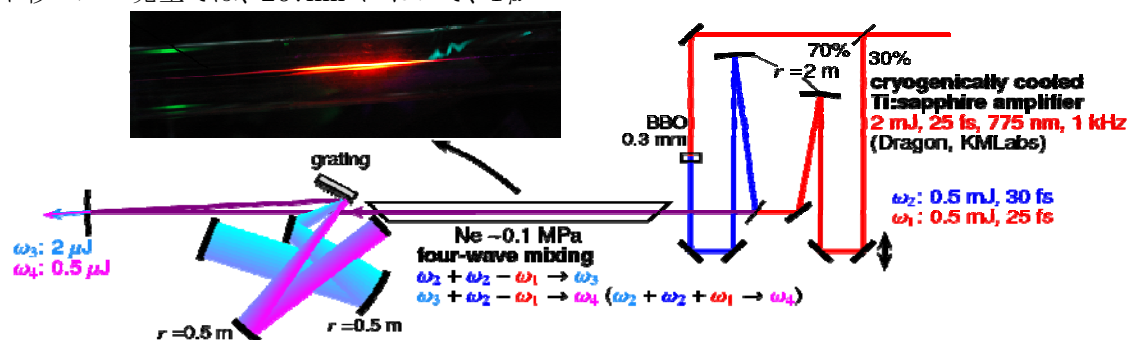 70%
30%
r =2 m
cryogenically cooled
Ti:sapphire amplifier
2 mJ, 25 fs, 775 nm, 1 kHz
(Dragon, KMLabs)
BBO
0.3 mm
grating
ω₂: 0.5 mJ, 30 fs
ω₁: 0.5 mJ, 25 fs
Ne ~0.1 MPa
four-wave mixing
ω₂ + ω₂ − ω₁ → ω₃
ω₃ + ω₂ − ω₁ → ω₄ (ω₂ + ω₂ + ω₁ → ω₄)
ω₃: 2 μJ
ω₄: 0.5 μJ
r =0.5 m
r =0.5 m